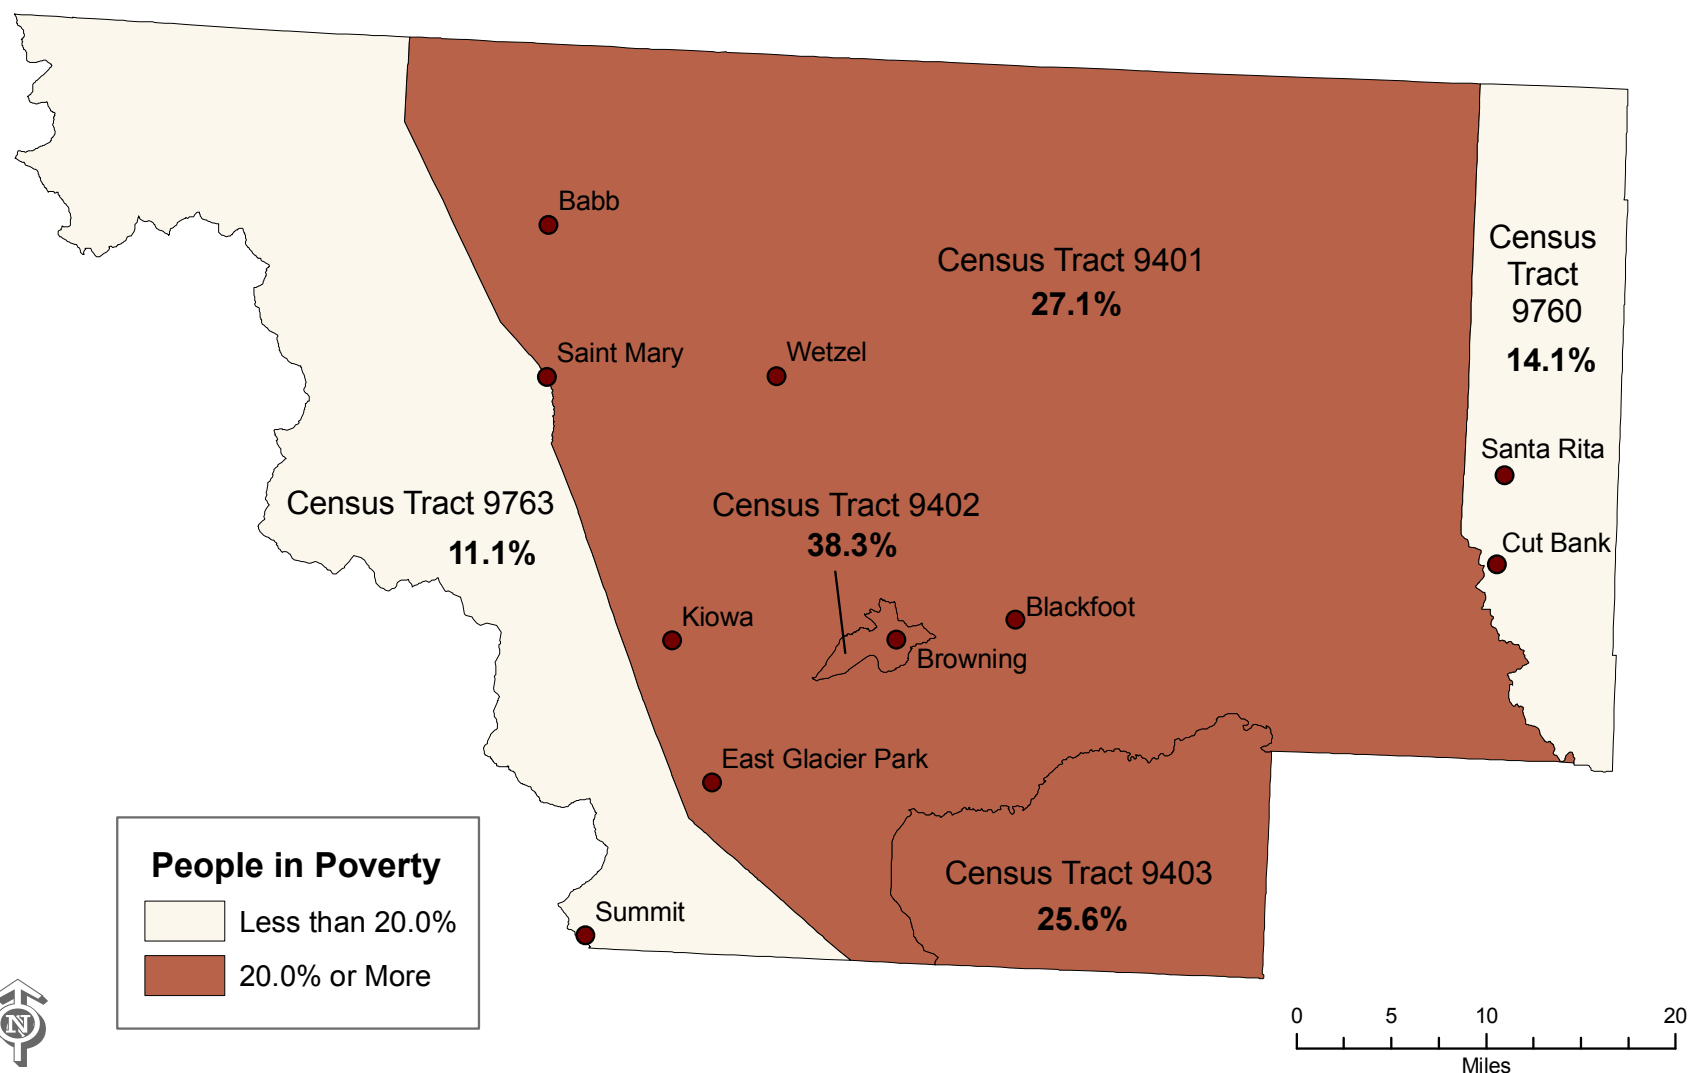 Babb
Census Tract 9401
27.1%
Census
Tract
9760
14.1%
Saint Mary
Wetzel
Santa Rita
Census Tract 9763
11.1%
Census Tract 9402
38.3%
Cut Bank
Kiowa
Blackfoot
Browning
East Glacier Park
Census Tract 9403
25.6%
Summit
People in Poverty
Less than 20.0%
20.0% or More
N
0 5 10 20
Miles